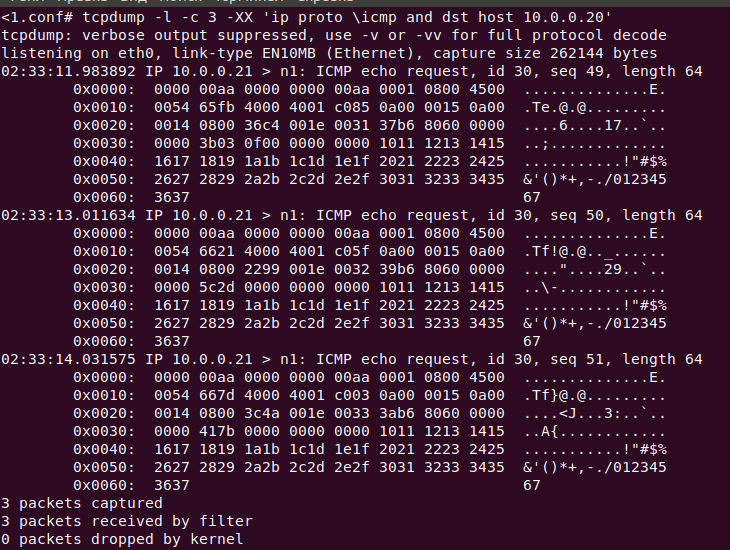 <1.conf# tcpdump -l -c 3 -XX 'ip proto \icmp and dst host 10.0.0.20'
tcpdump: verbose output suppressed, use -v or -vv for full protocol decode
listening on eth0, link-type EN10MB (Ethernet), capture size 262144 bytes
02:33:11.983892 IP 10.0.0.21 > n1: ICMP echo request, id 30, seq 49, length 64
0x0000:  0000 00aa 0000 0000 00aa 0001 0800 4500  ..............E.
0x0010:  0054 65fb 4000 4001 c085 0a00 0015 0a00  .Te.@.@.........
0x0020:  0014 0800 36c4 001e 0031 37b6 8060 0000  ....6....17..`..
0x0030:  0000 3b03 0f00 0000 0000 1011 1213 1415  ..;.............
0x0040:  1617 1819 1a1b 1c1d 1e1f 2021 2223 2425  ...........!"#$%
0x0050:  2627 2829 2a2b 2c2d 2e2f 3031 3233 3435  &'()*+,-./012345
0x0060:  3637                                     67
02:33:13.011634 IP 10.0.0.21 > n1: ICMP echo request, id 30, seq 50, length 64
0x0000:  0000 00aa 0000 0000 00aa 0001 0800 4500  ..............E.
0x0010:  0054 6621 4000 4001 c05f 0a00 0015 0a00  .Tf!@.@.._......
0x0020:  0014 0800 2299 001e 0032 39b6 8060 0000  ...."....29..`..
0x0030:  0000 5c2d 0000 0000 0000 1011 1213 1415  ..\-............
0x0040:  1617 1819 1a1b 1c1d 1e1f 2021 2223 2425  ...........!"#$%
0x0050:  2627 2829 2a2b 2c2d 2e2f 3031 3233 3435  &'()*+,-./012345
0x0060:  3637                                     67
02:33:14.031575 IP 10.0.0.21 > n1: ICMP echo request, id 30, seq 51, length 64
0x0000:  0000 00aa 0000 0000 00aa 0001 0800 4500  ..............E.
0x0010:  0054 667d 4000 4001 c003 0a00 0015 0a00  .Tf}@.@.........
0x0020:  0014 0800 3c4a 001e 0033 3ab6 8060 0000  ....<J...3:..`..
0x0030:  0000 417b 0000 0000 0000 1011 1213 1415  ..A{............
0x0040:  1617 1819 1a1b 1c1d 1e1f 2021 2223 2425  ...........!"#$%
0x0050:  2627 2829 2a2b 2c2d 2e2f 3031 3233 3435  &'()*+,-./012345
0x0060:  3637                                     67
3 packets captured
3 packets received by filter
0 packets dropped by kernel